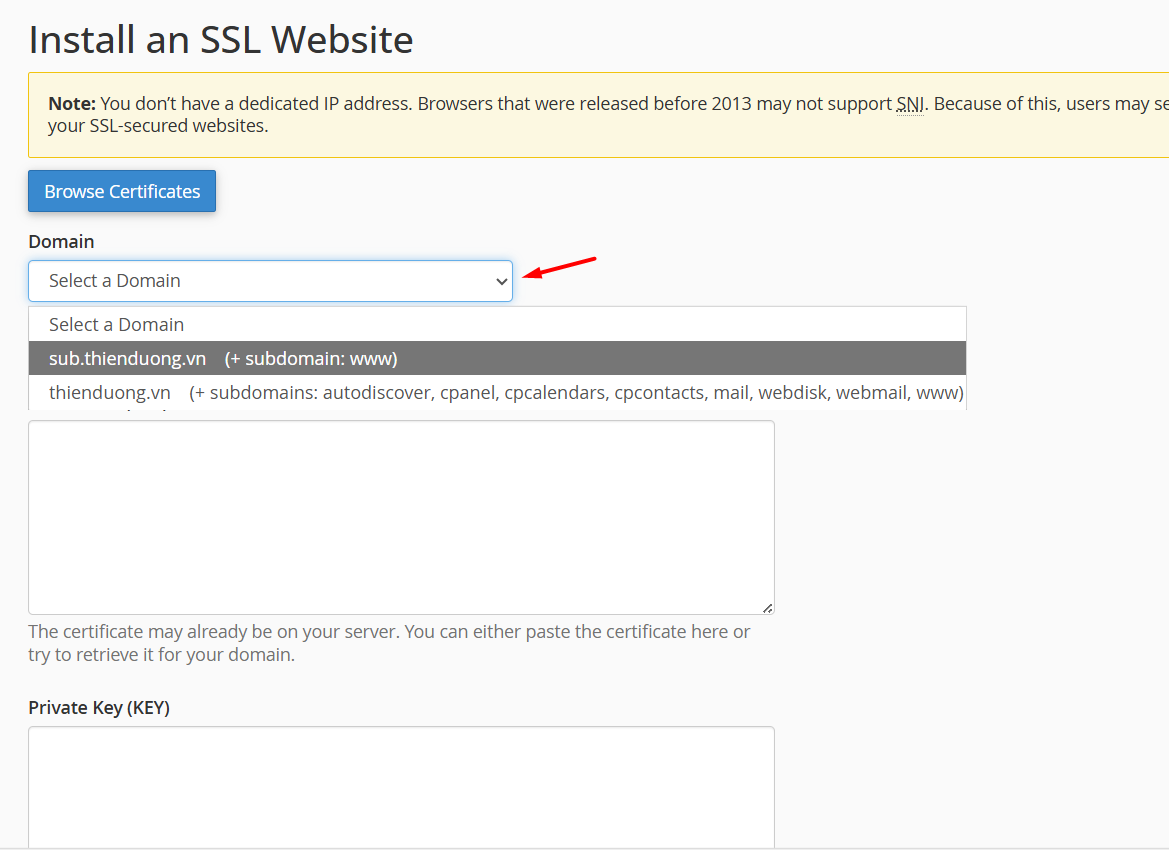 Install an SSL Website
Note: You don’t have a dedicated IP address. Browsers that were released before 2013 may not support SNI. Because of this, users may se
your SSL-secured websites.
Browse Certificates
Domain
Select a Domain
Select a Domain
sub.thienduong.vn (+ subdomain: www)
thienduong.vn (+ subdomains: autodiscover, cpanel, cpcalendars, cpcontacts, mail, webdisk, webmail, www)
The certificate may already be on your server. You can either paste the certificate here or
try to retrieve it for your domain.
Private Key (KEY)